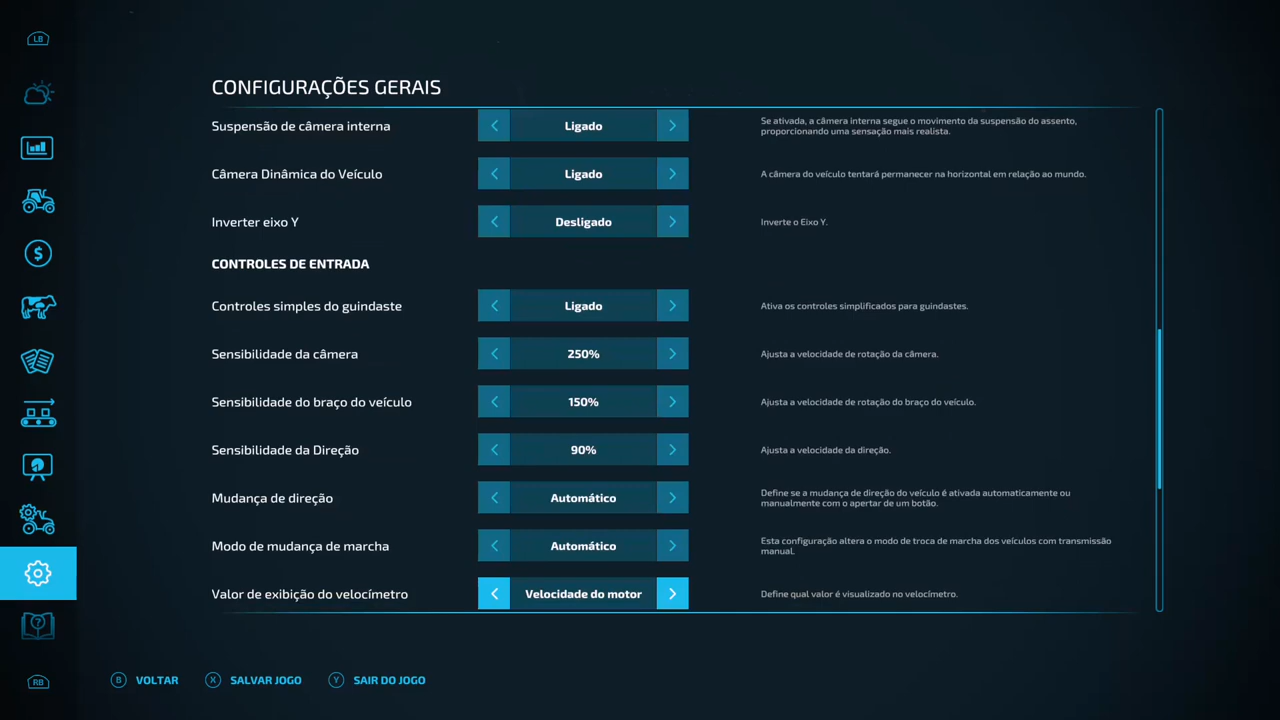 LB
CONFIGURAÇÕES GERAIS
Suspensão de câmera interna
Ligado
Se ativada, a câmera interna segue o movimento da suspensão do assento,
proporcionando uma sensação mais realista.
Câmera Dinâmica do Veículo
Ligado
A câmera do veículo tentará permanecer na horizontal em relação ao mundo.
Inverter eixo Y
Desligado
Inverte o Eixo Y.
CONTROLES DE ENTRADA
Controles simples do guindaste
Ligado
Ativa os controles simplificados para guindastes.
Sensibilidade da câmera
250%
Ajusta a velocidade de rotação da câmera.
Sensibilidade do braço do veículo
150%
Ajusta a velocidade de rotação do braço do veículo.
Sensibilidade da Direção
90%
Ajusta a velocidade da direção.
Mudança de direção
Automático
Define se a mudança de direção do veículo é ativada automaticamente ou
manualmente com o apertar de um botão.
Modo de mudança de marcha
Automático
Esta configuração altera o modo de troca de marcha dos veículos com transmissão
manual.
Valor de exibição do velocímetro
Velocidade do motor
Define qual valor é visualizado no velocímetro.
RB
B VOLTAR
X SALVAR JOGO
Y SAIR DO JOGO